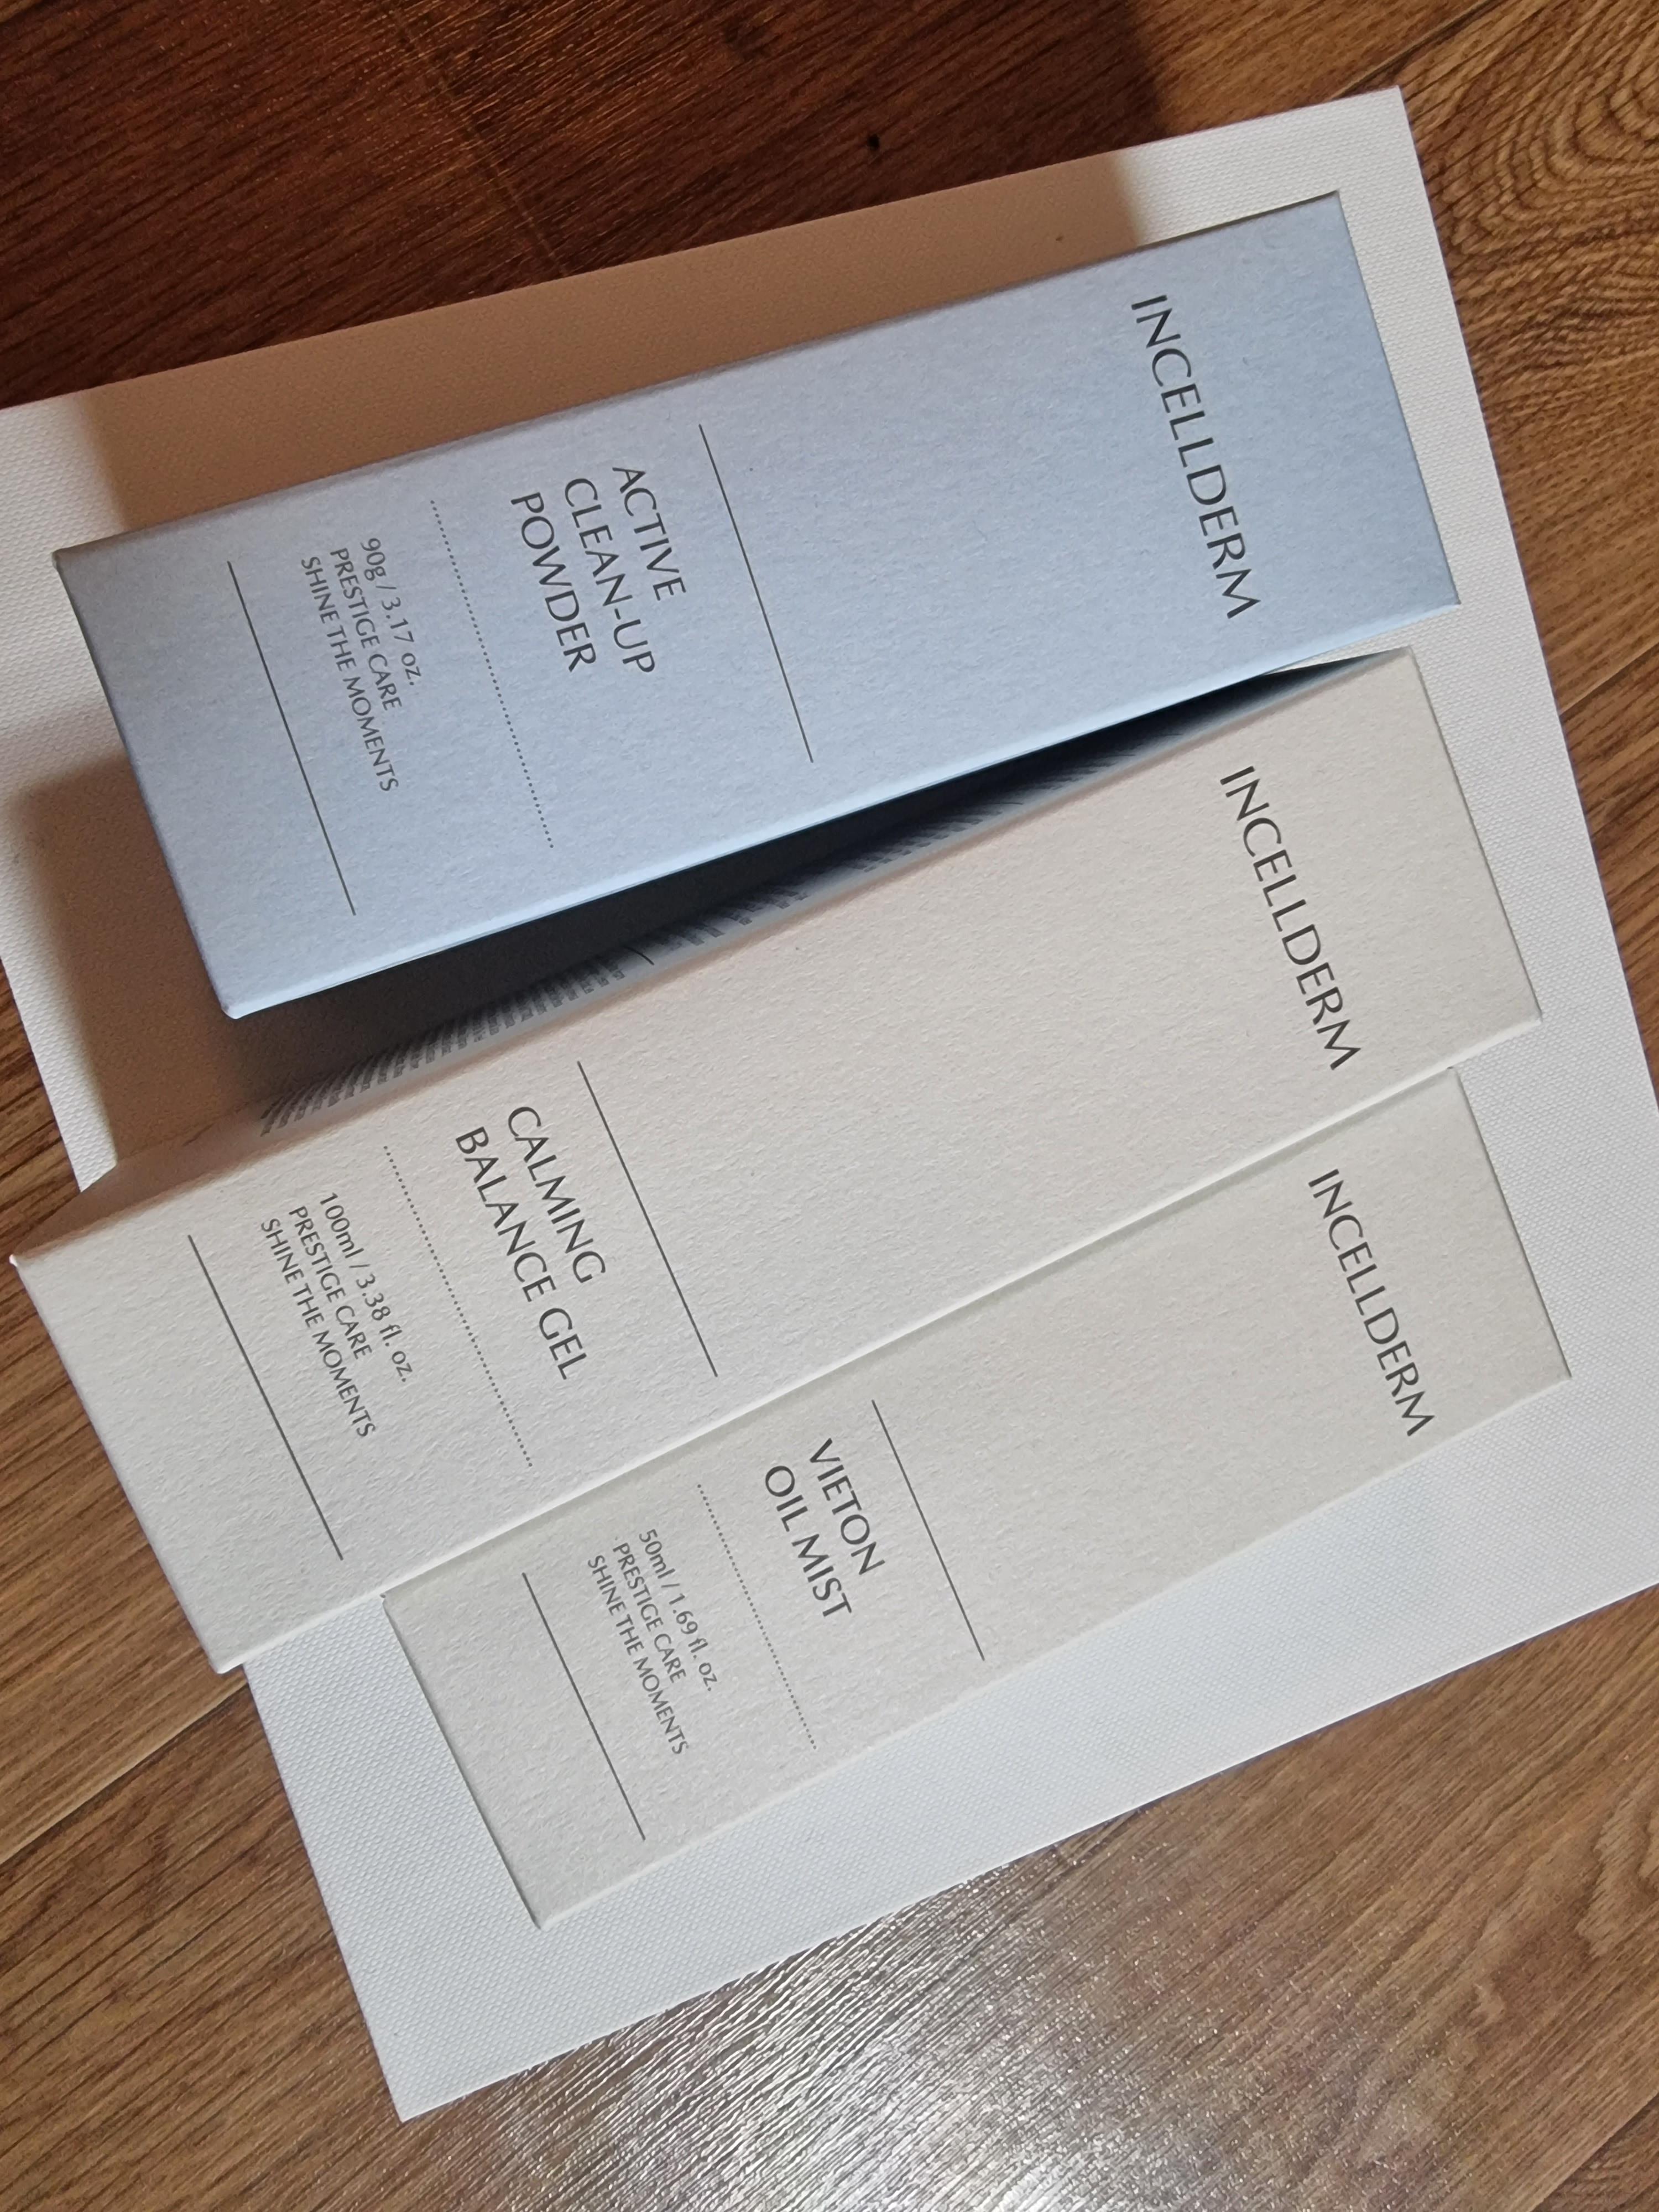 INCELLDERM
ACTIVE
CLEAN-UP
POWDER
90g / 3.17 oz.
PRESTIGE CARE
SHINE THE MOMENTS
INCELLDERM
CALMING
BALANCE GEL
100ml / 3.38 fl. oz.
PRESTIGE CARE
SHINE THE MOMENTS
INCELLDERM
VIETON
OIL MIST
50ml / 1.69 fl. oz.
PRESTIGE CARE
SHINE THE MOMENTS